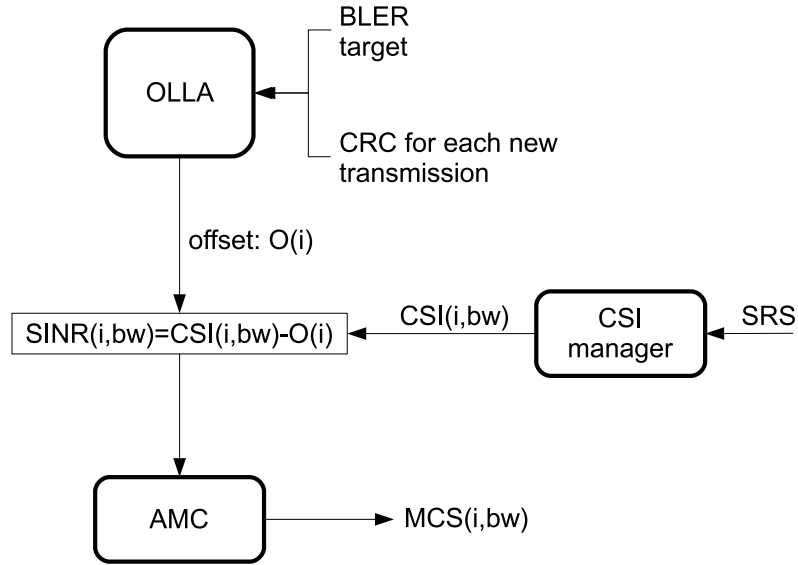 BLER
target
OLLA
CRC for each new
transmission
offset: O(i)
SINR(i,bw)=CSI(i,bw)-O(i)
CSI(i,bw)
CSI
manager
SRS
AMC
MCS(i,bw)